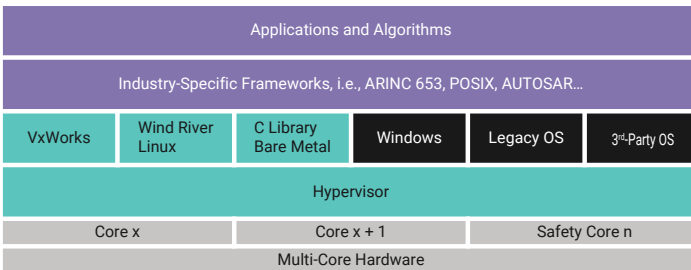 Applications and Algorithms
Industry-Specific Frameworks, i.e., ARINC 653, POSIX, AUTOSAR…
VxWorks
Wind River
Linux
C Library
Bare Metal
Windows
Legacy OS
3rd-Party OS
Hypervisor
Core x
Core x + 1
Safety Core n
Multi-Core Hardware